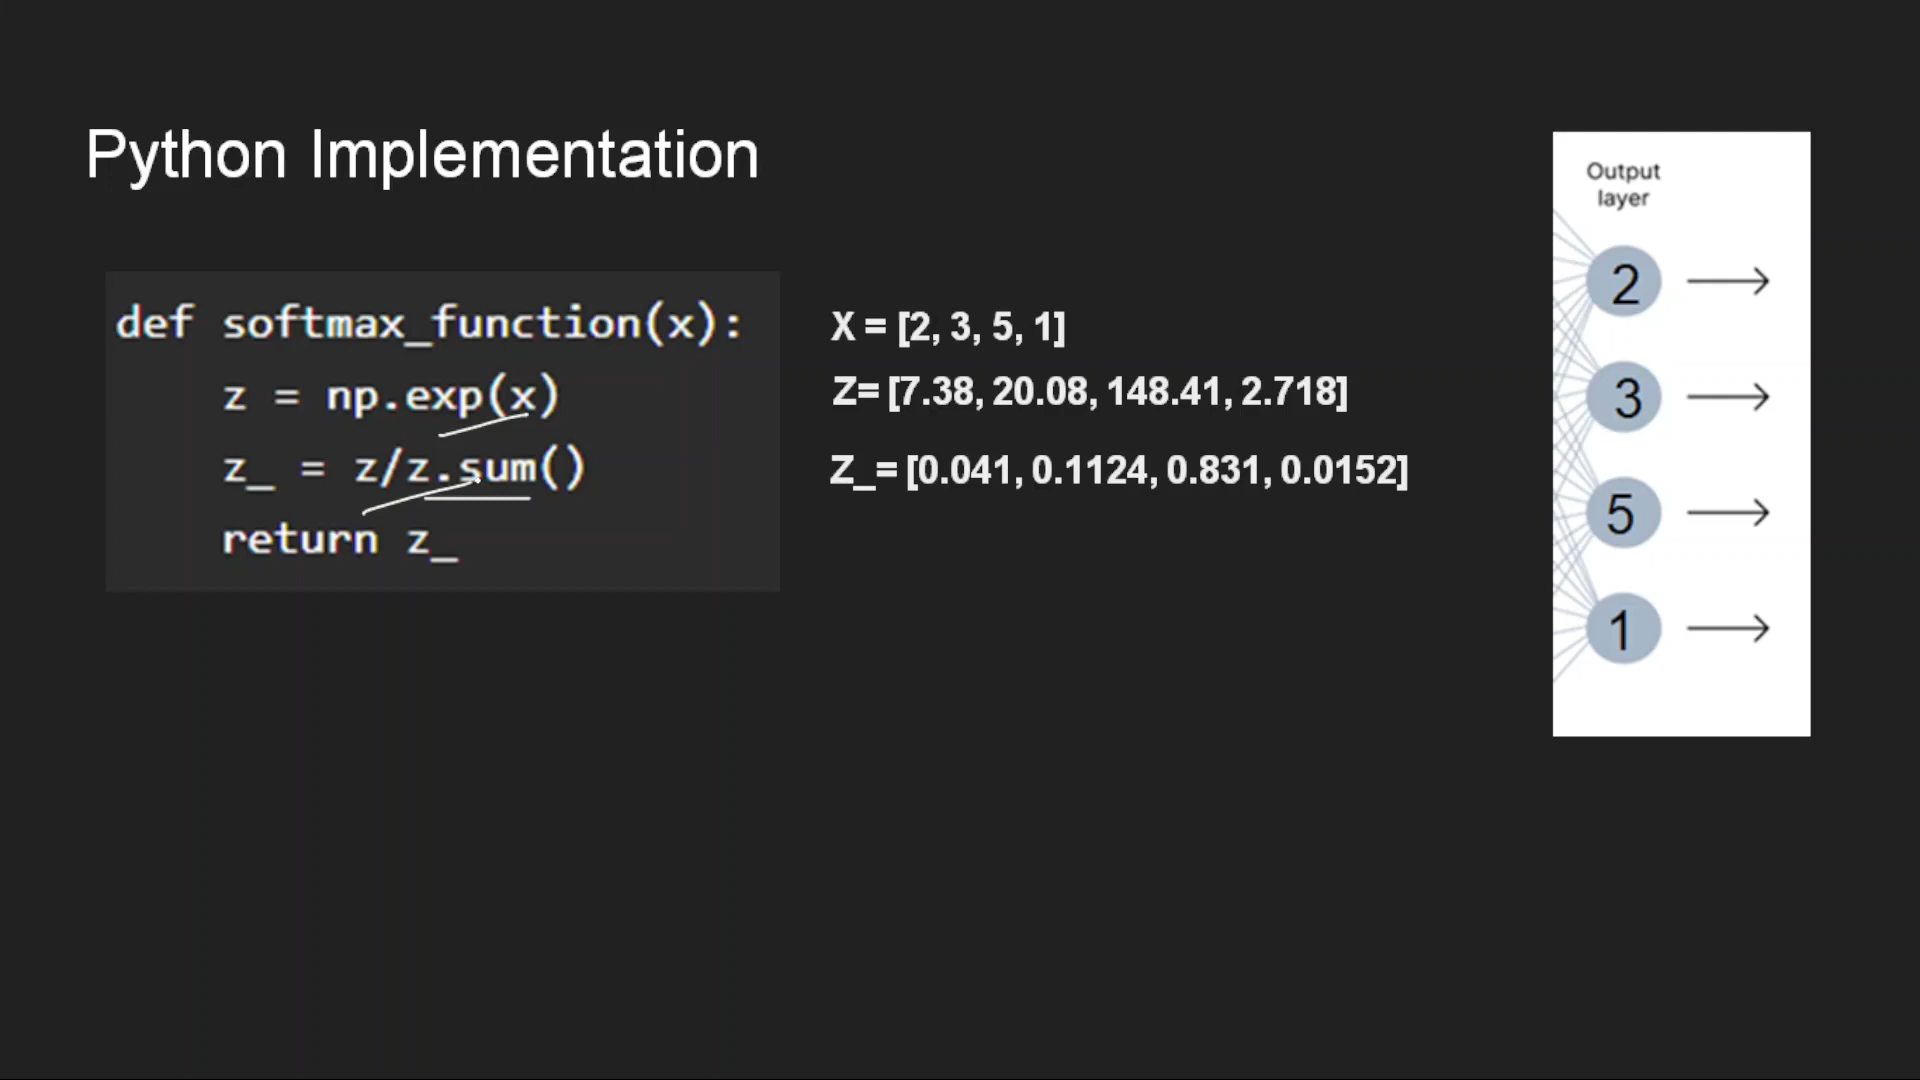 Python Implementation
def softmax_function(x):
    z = np.exp(x)
    z_ = z/z.sum()
    return z_
X = [2, 3, 5, 1]
Z= [7.38, 20.08, 148.41, 2.718]
Z_= [0.041, 0.1124, 0.831, 0.0152]
Output
layer
2
3
5
1